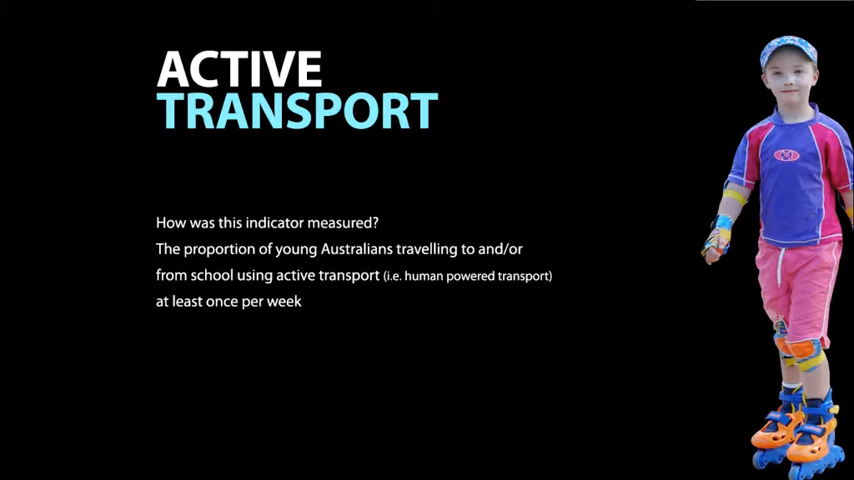 ACTIVE
TRANSPORT
How was this indicator measured?
The proportion of young Australians travelling to and/or
from school using active transport (i.e. human powered transport)
at least once per week